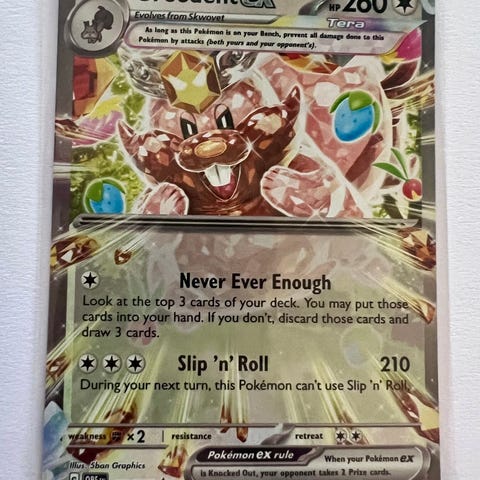 Greedent ex HP 260
Evolves from Skwovet
Tera
As long as this Pokémon is on your Bench, prevent all damage done to this
Pokémon by attacks (both yours and your opponent's).
Never Ever Enough
Look at the top 3 cards of your deck. You may put those
cards into your hand. If you don't, discard those cards and
draw 3 cards.
Slip 'n' Roll 210
During your next turn, this Pokémon can't use Slip 'n' Roll.
weakness x2 resistance retreat
Illus. 5ban Graphics
Pokémon ex rule
When your Pokémon ex
is Knocked Out, your opponent takes 2 Prize cards.
G